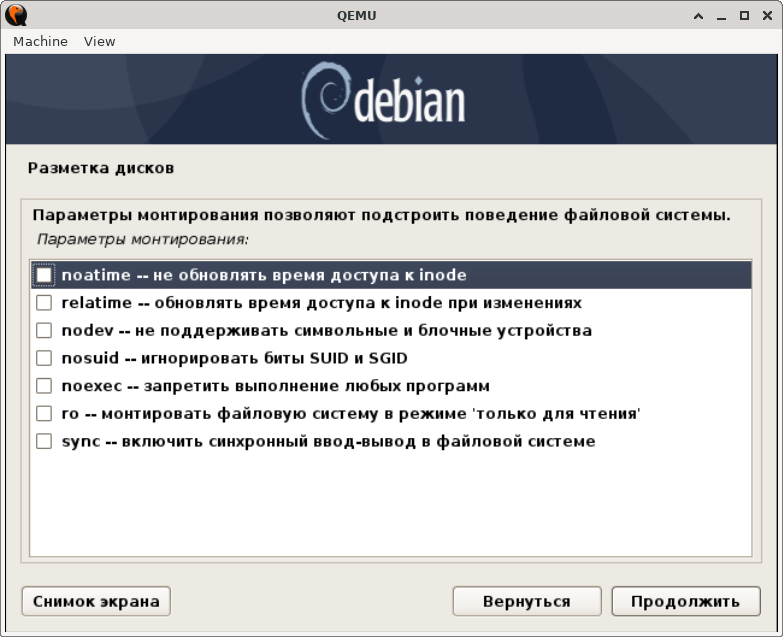 QEMU
Machine View
debian
Разметка дисков
Параметры монтирования позволяют подстроить поведение файловой системы.
Параметры монтирования:
noatime -- не обновлять время доступа к inode
relatime -- обновлять время доступа к inode при изменениях
nodev -- не поддерживать символьные и блочные устройства
nosuid -- игнорировать биты SUID и SGID
noexec -- запретить выполнение любых программ
ro -- монтировать файловую систему в режиме 'только для чтения'
sync -- включить синхронный ввод-вывод в файловой системе
Снимок экрана Вернуться Продолжить